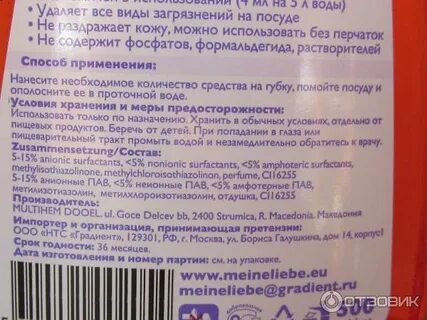 использовании (4 мл на 5 л воды)
• Удаляет все виды загрязнений на посуде
• Не раздражает кожу, можно использовать без перчаток
• Не содержит фосфатов, формальдегида, растворителей
Способ применения:
Нанесите необходимое количество средства на губку, помойте посуду и
ополосните ее в проточной воде.
Условия хранения и меры предосторожности:
Использовать только по назначению. Хранить в обычных условиях, отдельно от
пищевых продуктов. Беречь от детей. При попадании в глаза или
пищеварительный тракт промыть водой и незамедлительно обратитесь к врачу.
Zusammensetzung/Состав:
5-15% anionic surfactants, <5% nonionic surfactants, <5% amphoteric surfactants,
methylisothiazolinone, methylchloroisothiazolinon, perfume, CI16255
5-15% анионные ПАВ, <5% неионные ПАВ, <5% амфотерные ПАВ,
метилизотиазолин, метилхлороизотиазолинон, отдушка, CI16255
Производитель:
MULTIHEM DOOEL. ul. Goce Delcev bb, 2400 Strumica, R. Macedonia. Македония
Импортер и организация, принимающая претензии:
ООО «НТС «Градиент», 129301, РФ, г. Москва, ул. Бориса Галушкина, дом 14, корпус1
Срок годности: 36 месяцев.
Дата изготовления и номер партии: см. на упаковке.
www.meineliebe.eu
meineliebe@gradient.ru
500
OTZOVIK.COM